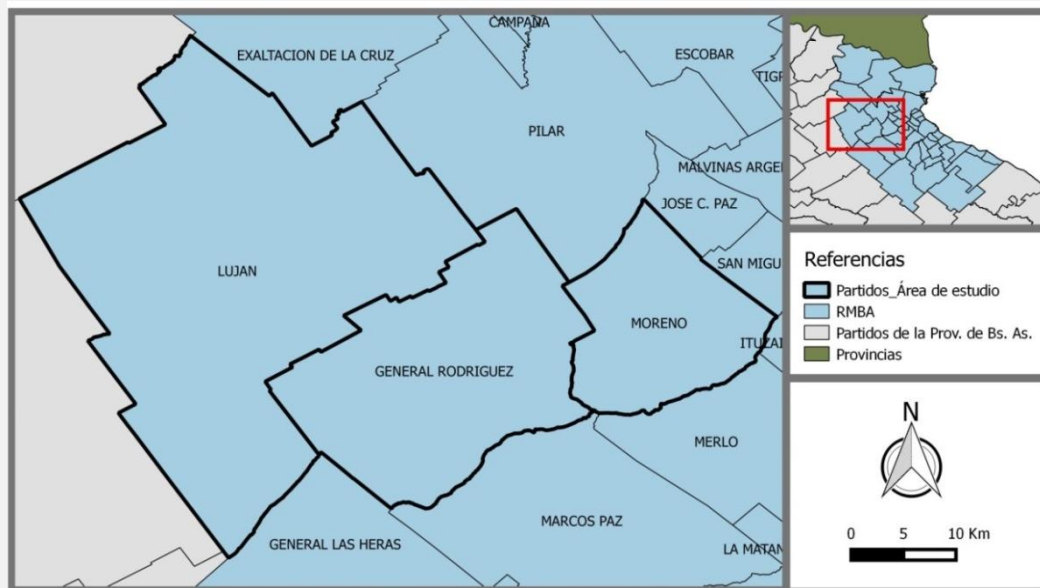 CAMPAÑA
EXALTACION DE LA CRUZ
ESCOBAR
TIGR
PILAR
MALVINAS ARGE
JOSE C. PAZ
LUJAN
SAN MIGU
MORENO
ITUZAI
GENERAL RODRIGUEZ
MERLO
MARCOS PAZ
GENERAL LAS HERAS
LA MATAN
Referencias
Partidos_Área de estudio
RMBA
Partidos de la Prov. de Bs. As.
Provincias
N
0 5 10 Km